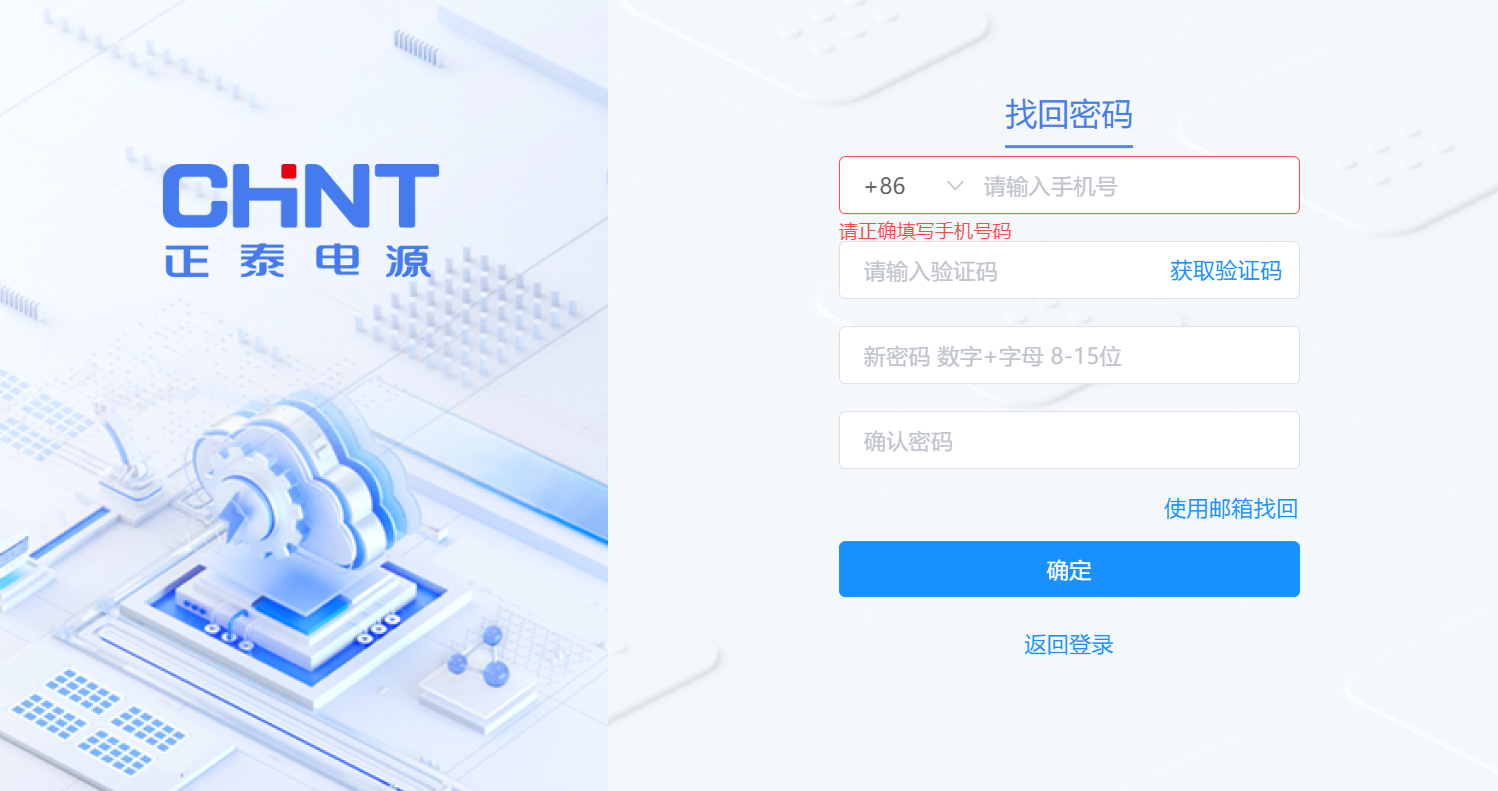 CHINT
正泰电源
找回密码
+86 请输入手机号
请正确填写手机号码
请输入验证码 获取验证码
新密码 数字+字母 8-15位
确认密码
使用邮箱找回
确定
返回登录